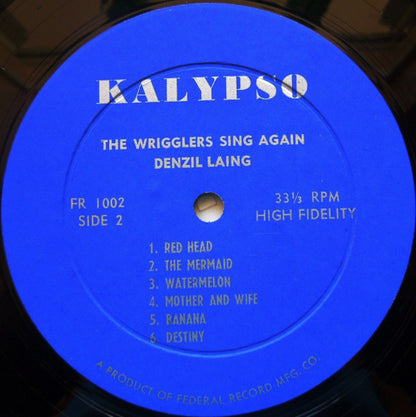 KALYPSO
THE WRIGGLERS SING AGAIN
DENZIL LAING
FR 1002
SIDE 2
33⅓ RPM
HIGH FIDELITY
1. RED HEAD
2. THE MERMAID
3. WATERMELON
4. MOTHER AND WIFE
5. BANANA
6. DESTINY
A PRODUCT OF FEDERAL RECORD MFG. CO.